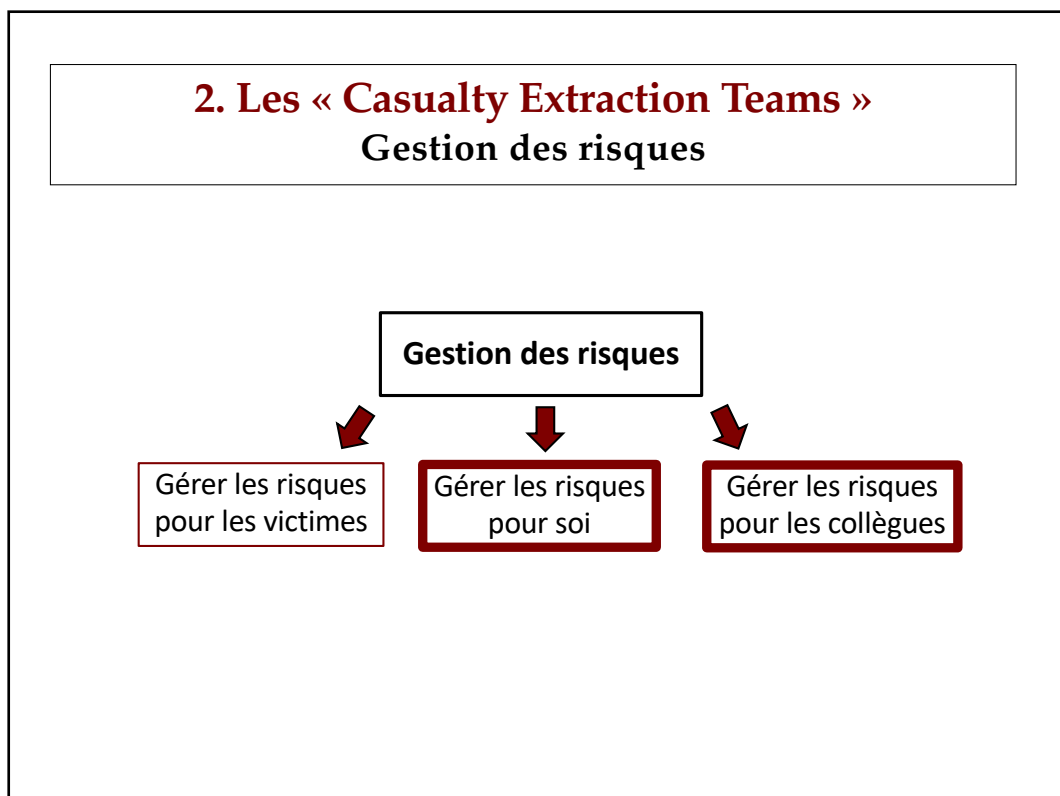 2. Les « Casualty Extraction Teams »
Gestion des risques
Gestion des risques
Gérer les risques
pour les victimes
Gérer les risques
pour soi
Gérer les risques
pour les collègues